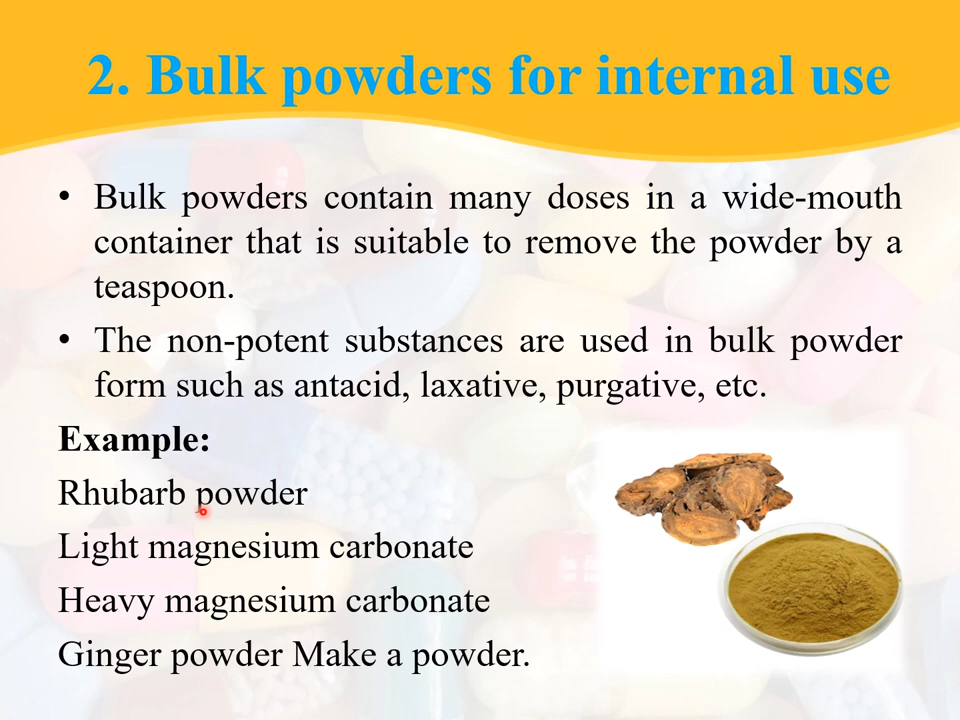 2. Bulk powders for internal use
• Bulk powders contain many doses in a wide-mouth
container that is suitable to remove the powder by a
teaspoon.
• The non-potent substances are used in bulk powder
form such as antacid, laxative, purgative, etc.
Example:
Rhubarb powder
Light magnesium carbonate
Heavy magnesium carbonate
Ginger powder Make a powder.